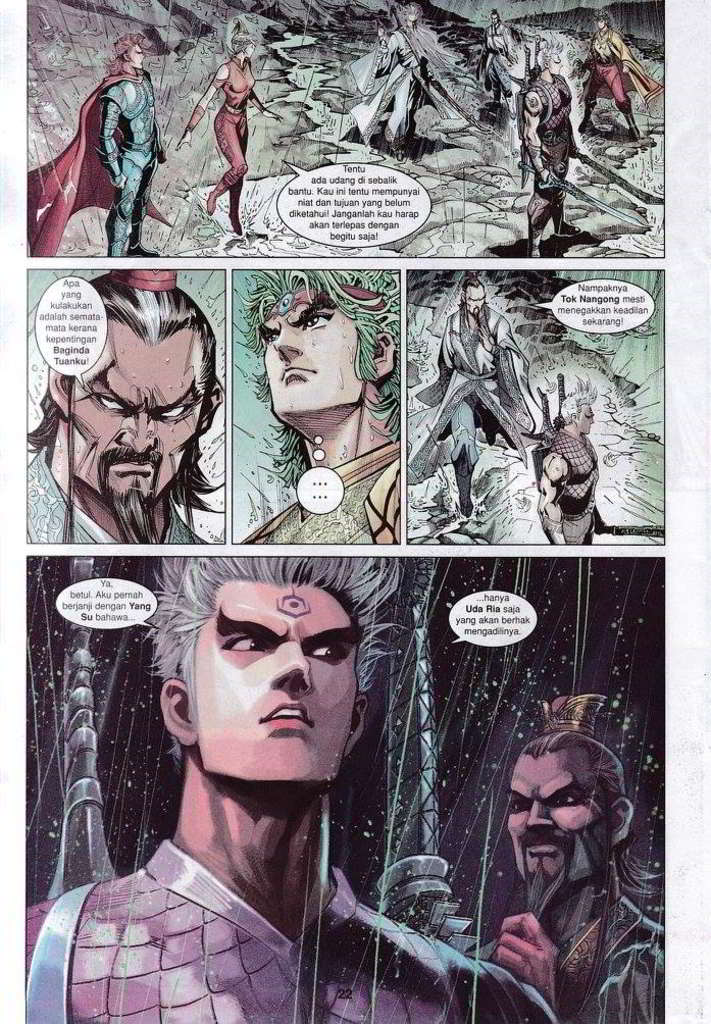 Tentu
ada udang di sebalik
bantu. Kau ini tentu mempunyai
niat dan tujuan yang belum
diketahui! Janganlah kau harap
akan terlepas dengan
begitu saja!
Apa
yang
kulakukan
adalah semata-
mata kerana
kepentingan
Baginda
Tuanku!
...
...
Nampaknya
Tok Nangong mesti
menegakkan keadilan
sekarang!
Ya,
betul. Aku pernah
berjanji dengan Yang
Su bahawa...
...hanya
Uda Ria saja
yang akan berhak
mengadilinya.
22